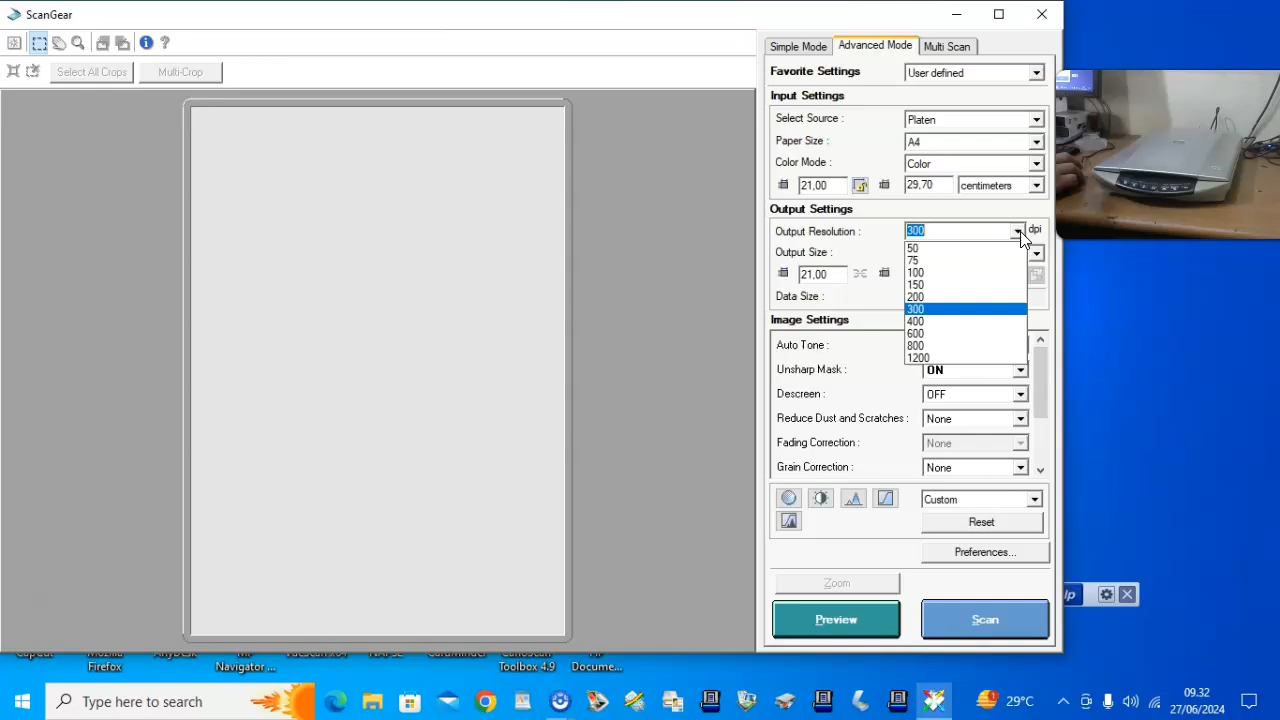 ScanGear
Select All Crops
Multi-Crop
Simple Mode
Advanced Mode
Multi Scan
Favorite Settings
User defined
Input Settings
Select Source :
Platen
Paper Size :
A4
Color Mode :
Color
21,00
29,70
centimeters
Output Settings
Output Resolution :
300
dpi
50
75
100
150
200
300
400
600
800
1200
Output Size :
21,00
Data Size :
Image Settings
Auto Tone :
Unsharp Mask :
ON
Descreen :
OFF
Reduce Dust and Scratches :
None
Fading Correction :
None
Grain Correction :
None
Custom
Reset
Preferences...
Zoom
Preview
Scan
Firefox
AnyDesk
Navigator ...
Toolbox 4.9
Docume...
Type here to search
29°C
09.32
27/06/2024